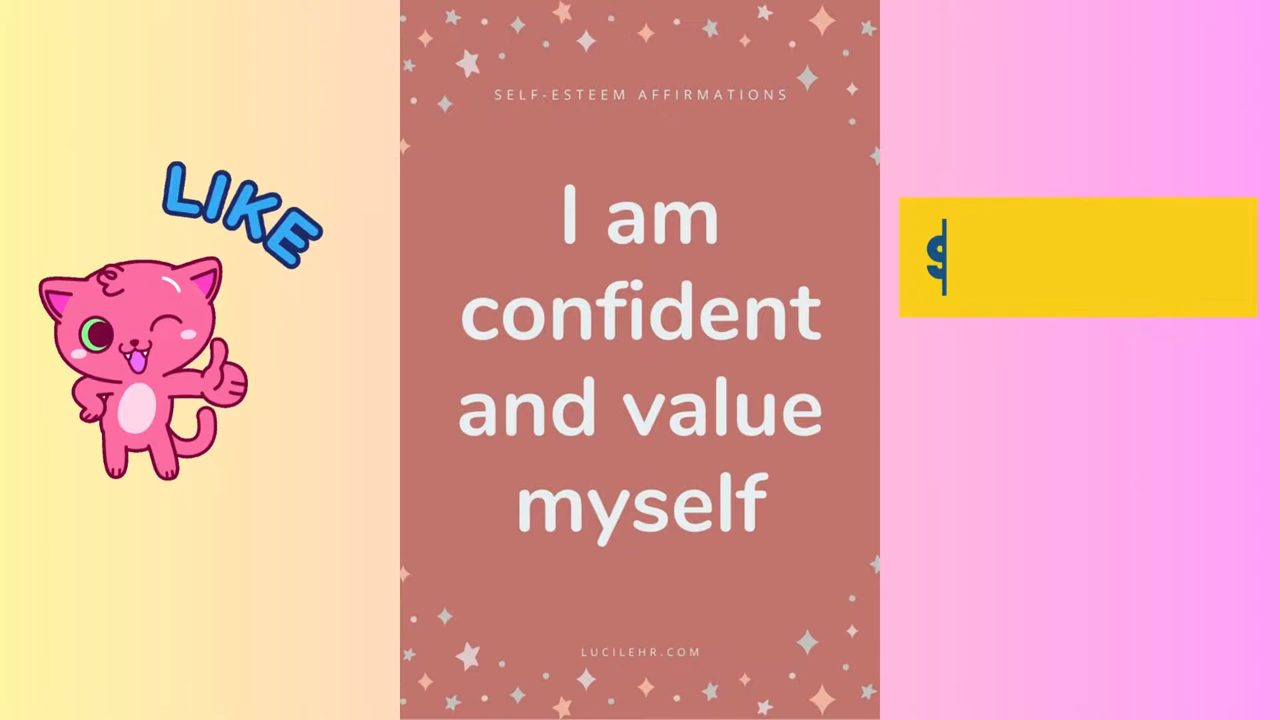 LIKE
SELF-ESTEEM AFFIRMATIONS
I am
confident
and value
myself
LUCILEHR.COM